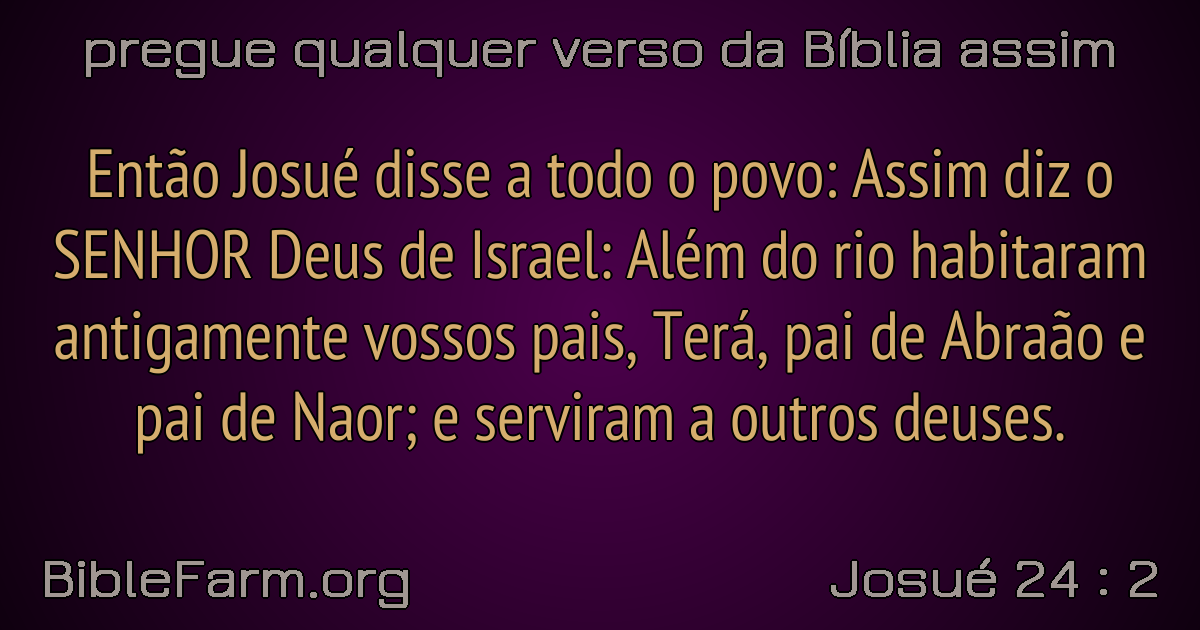 pregue qualquer verso da Bíblia assim
Então Josué disse a todo o povo: Assim diz o
SENHOR Deus de Israel: Além do rio habitaram
antigamente vossos pais, Terá, pai de Abraão e
pai de Naor; e serviram a outros deuses.
BibleFarm.org
Josué 24 : 2